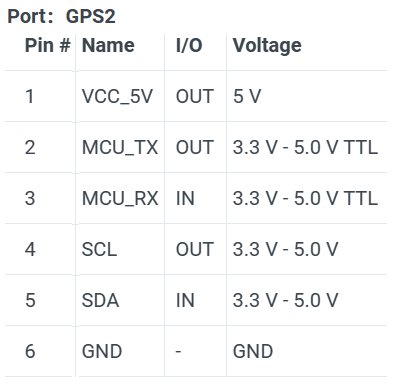 Port: GPS2
Pin # Name I/O Voltage
1 VCC_5V OUT 5 V
2 MCU_TX OUT 3.3 V - 5.0 V TTL
3 MCU_RX IN 3.3 V - 5.0 V TTL
4 SCL OUT 3.3 V - 5.0 V
5 SDA IN 3.3 V - 5.0 V
6 GND - GND